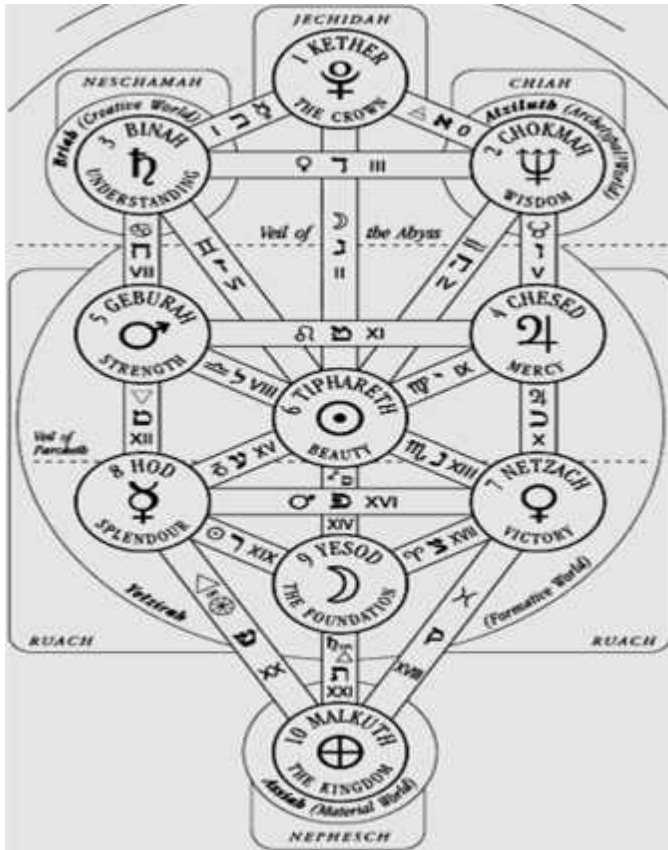 JECHIDAH
1 KETHER
THE CROWN
NESCHAMAH
CHIAH
Briah (Creative World)
Atziluth (Archetypal World)
I
א 0
3 BINAH
UNDERSTANDING
III
2 CHOKMAH
WISDOM
Veil of the Abyss
ח
VII
II
IV
ו
V
5 GEBURAH
STRENGTH
XI
4 CHESED
MERCY
ל VIII
י IX
6 TIPHARETH
BEAUTY
XII
X
Veil of
Paroketh
ע XV
XIII
8 HOD
SPLENDOUR
XVI
7 NETZACH
VICTORY
XIV
XIX
XVII
9 YESOD
THE FOUNDATION
Yetzirah
(Formative World)
RUACH
RUACH
XX
ת
XXI
ק
XVIII
10 MALKUTH
THE KINGDOM
Assiah (Material World)
NEPHESCH